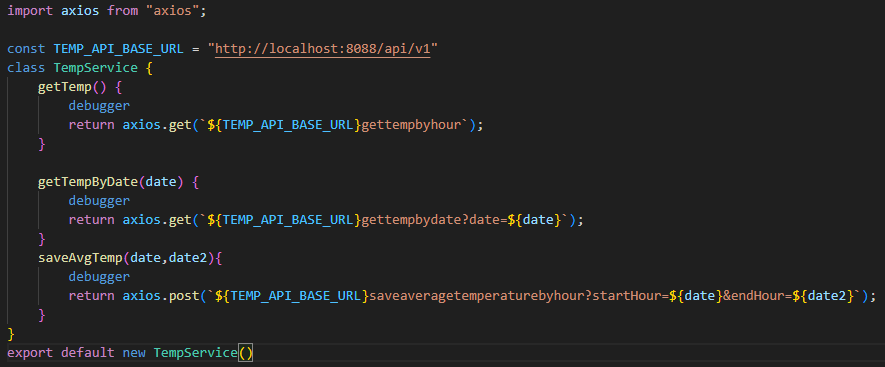 import axios from "axios";

const TEMP_API_BASE_URL = "http://localhost:8088/api/v1"
class TempService {
    getTemp() {
        debugger
        return axios.get(`${TEMP_API_BASE_URL}gettempbyhour`);
    }

    getTempByDate(date) {
        debugger
        return axios.get(`${TEMP_API_BASE_URL}gettempbydate?date=${date}`);
    }
    saveAvgTemp(date,date2){
        debugger
        return axios.post(`${TEMP_API_BASE_URL}saveaveragetemperaturebyhour?startHour=${date}&endHour=${date2}`);
    }
}
export default new TempService()